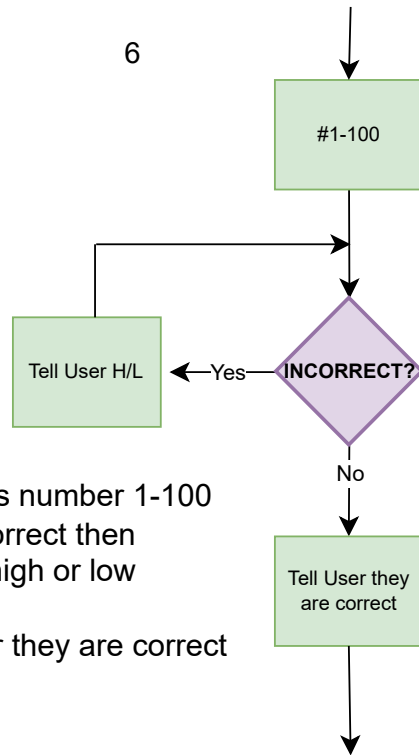 6
#1-100
Tell User H/L
Yes
INCORRECT?
No
s number 1-100
orrect then
high or low
Tell User they
are correct
r they are correct